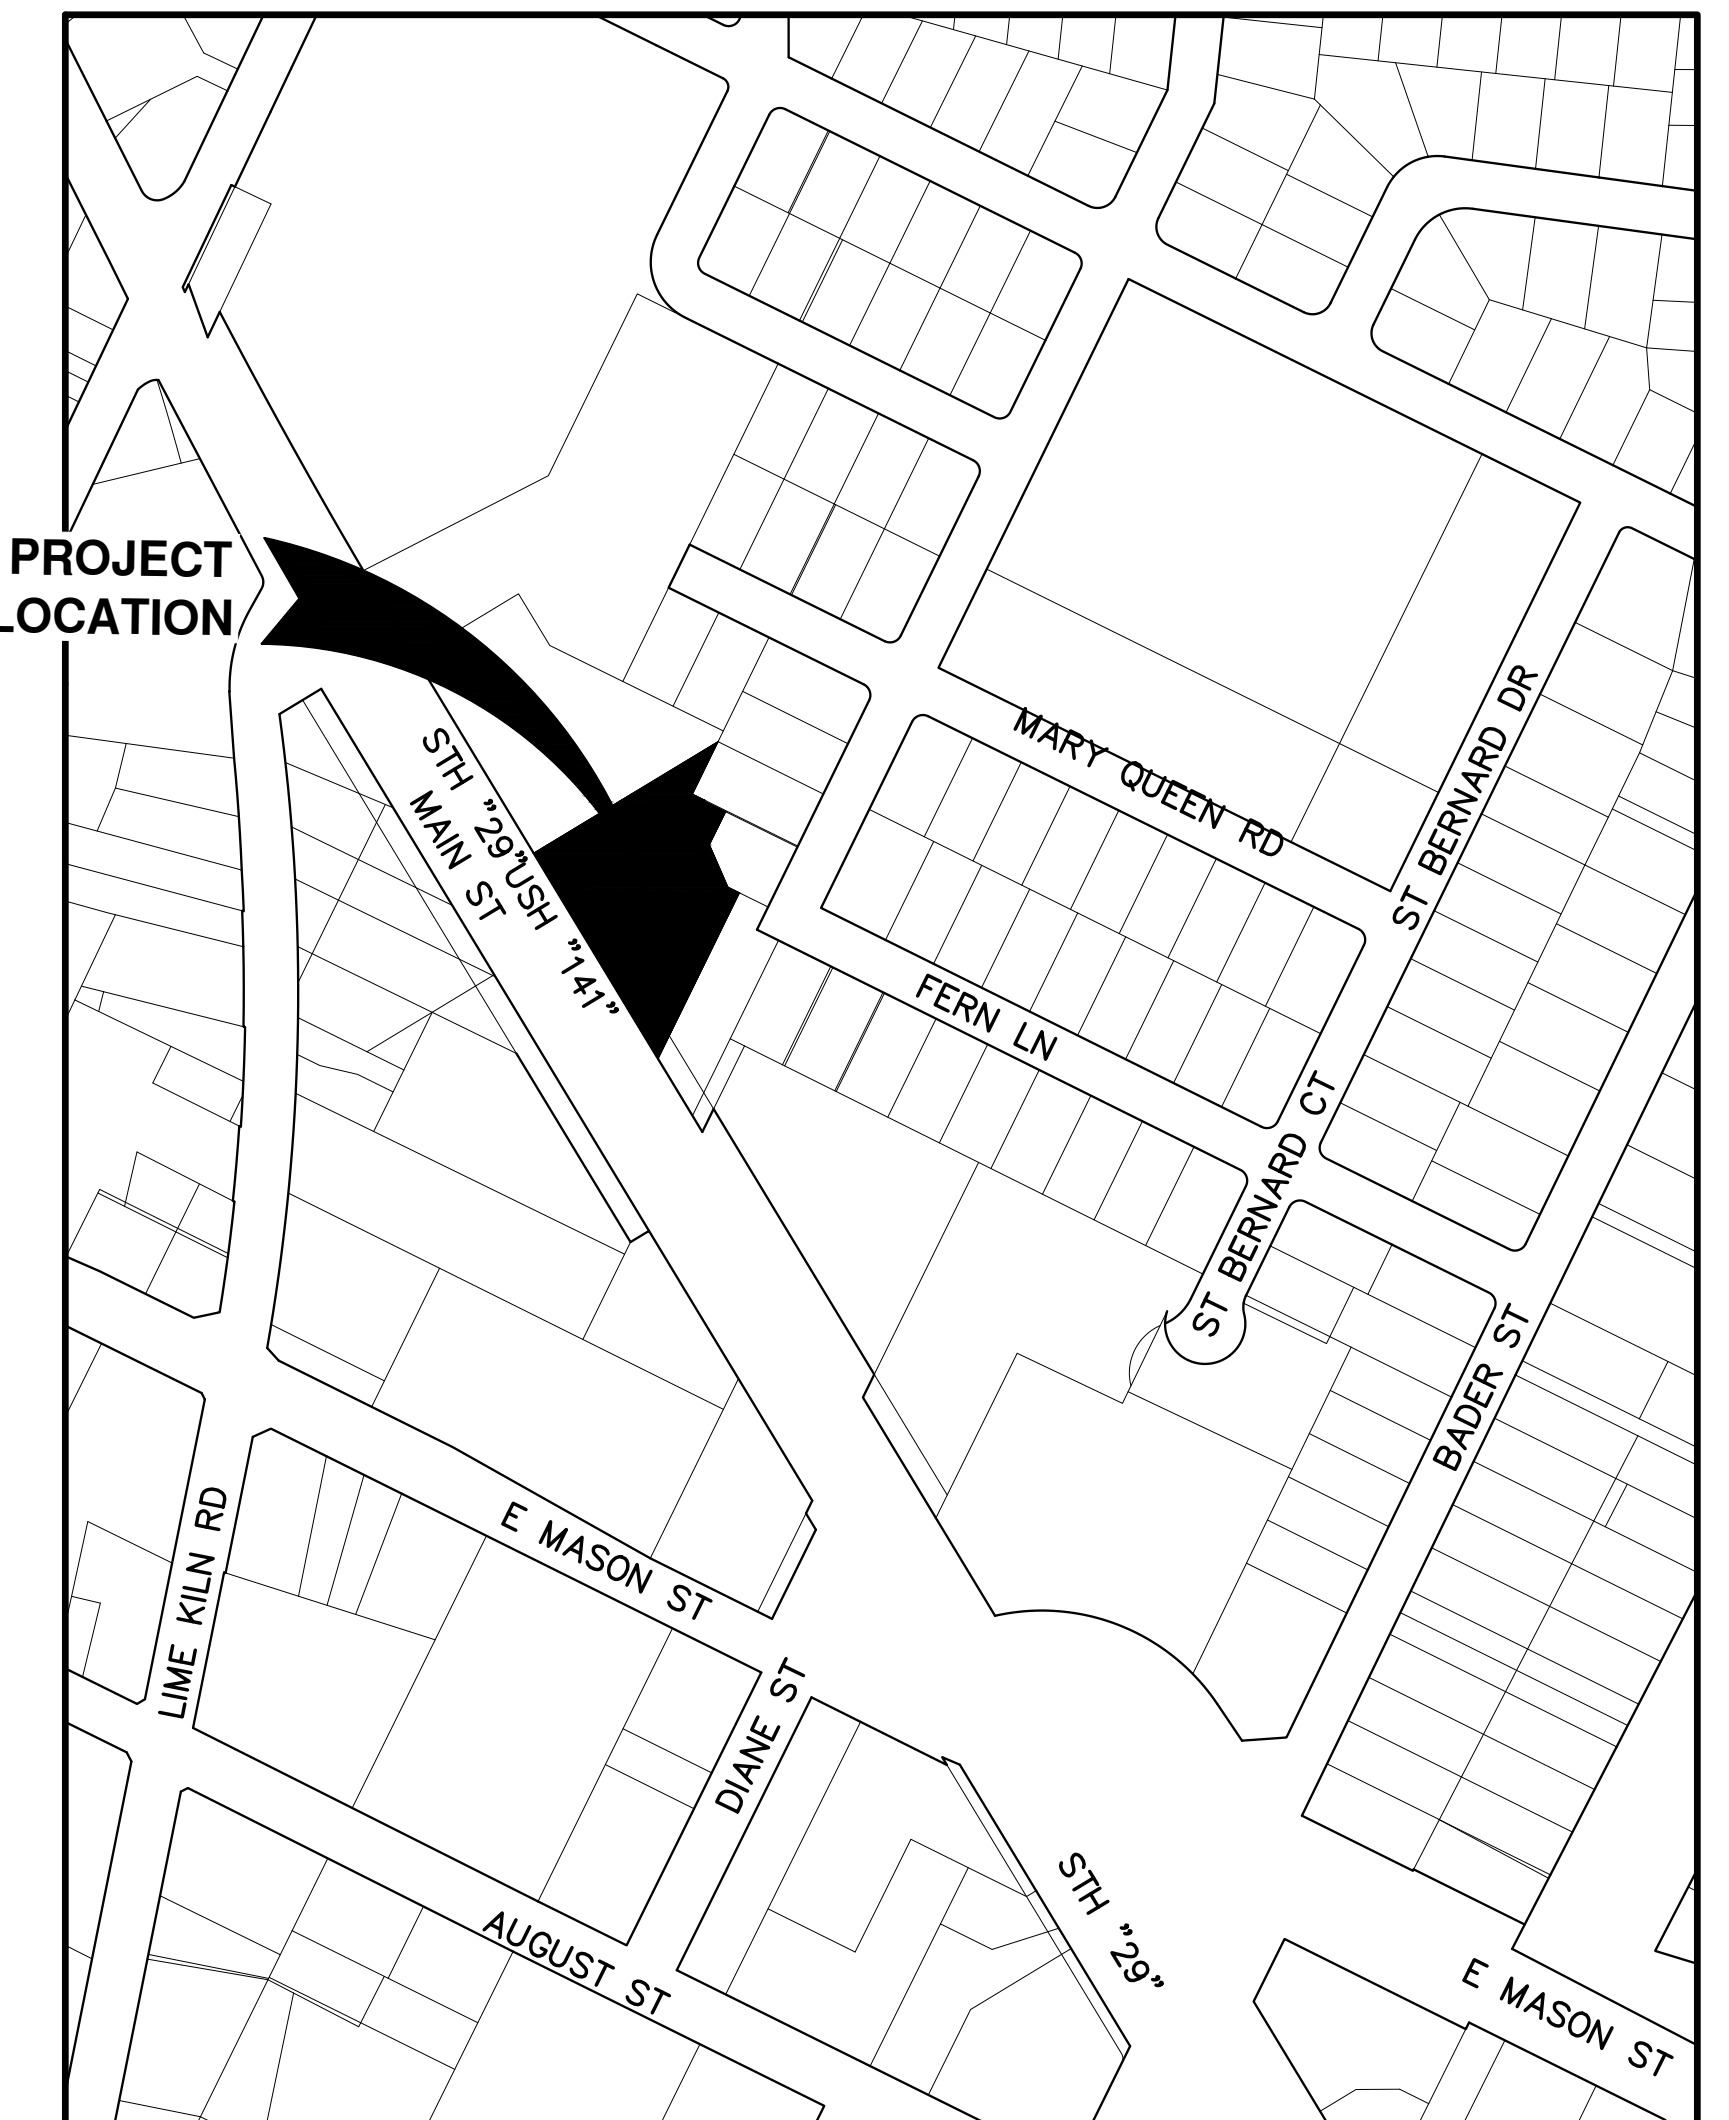 PROJECT
LOCATION
STH "29"USH "141"
MAIN ST
MARY QUEEN RD
ST BERNARD DR
FERN LN
ST BERNARD CT
BADER ST
E MASON ST
LIME KILN RD
DIANE ST
STH "29"
AUGUST ST
E MASON ST